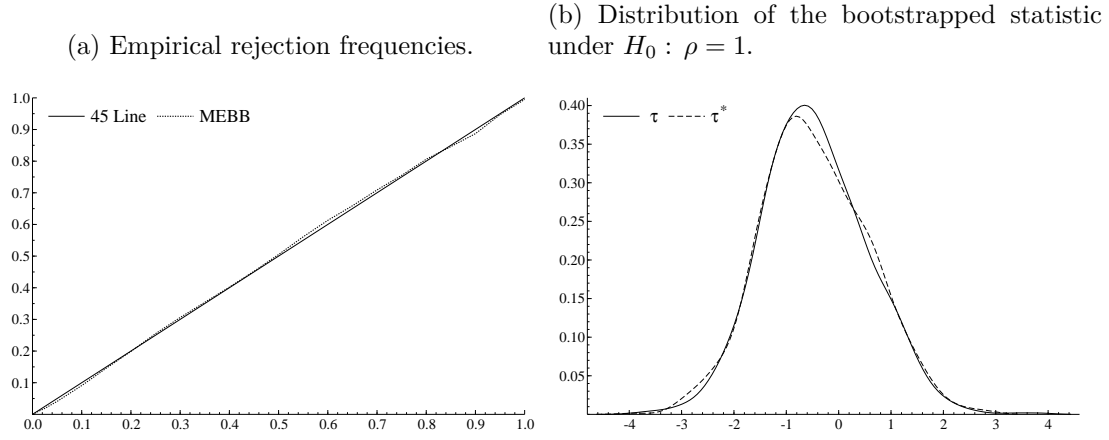 (a) Empirical rejection frequencies.
1.0
0.9
0.8
0.7
0.6
0.5
0.4
0.3
0.2
0.1
45 Line MEBB
0.0 0.1 0.2 0.3 0.4 0.5 0.6 0.7 0.8 0.9 1.0
(b) Distribution of the bootstrapped statistic
under H₀ : ρ = 1.
0.40
0.35
0.30
0.25
0.20
0.15
0.10
0.05
τ τ*
-4 -3 -2 -1 0 1 2 3 4